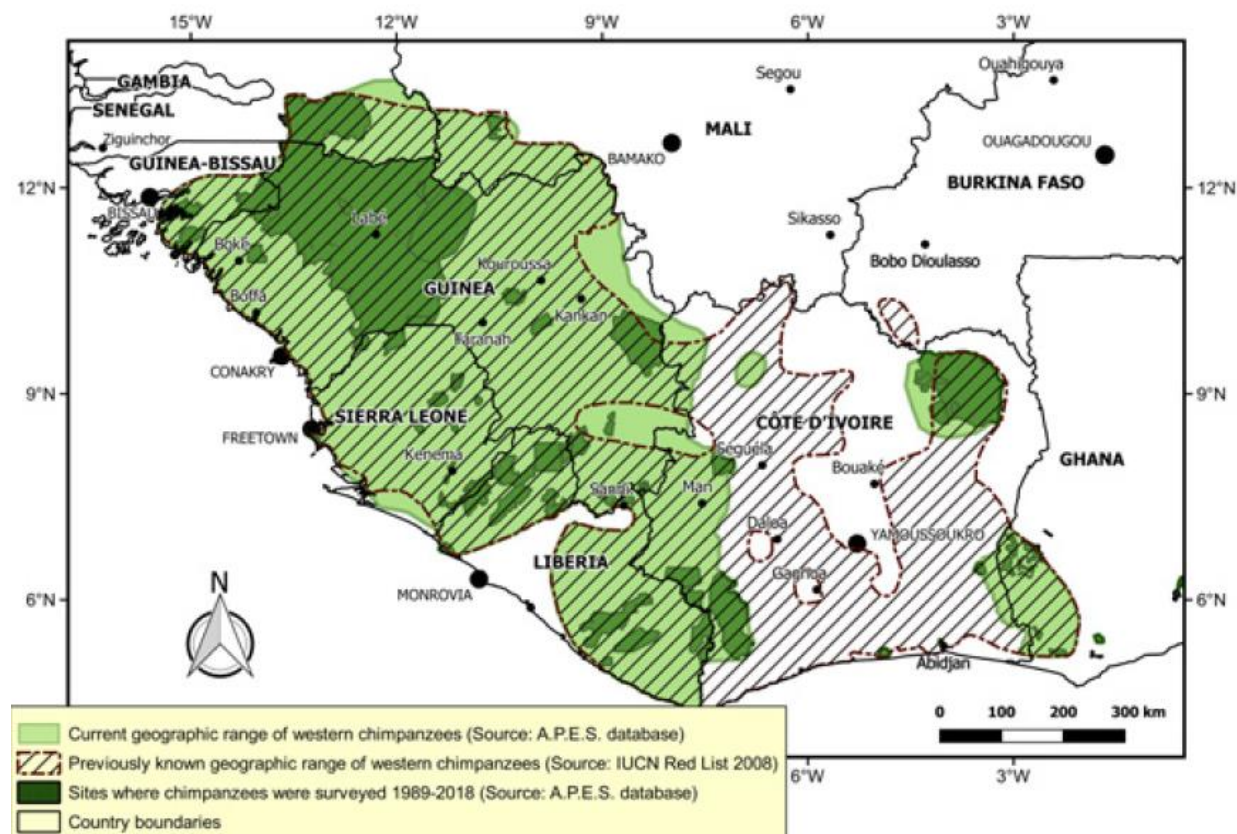 15°W 12°W 9°W 6°W 3°W
Ouahigouya
Segou
GAMBIA
SENEGAL
MALI
Ziguinchor
OUAGADOUGOU
BAMAKO
GUINEA-BISSAU
12°N 12°N
BURKINA FASO
BISSAU
Labé
Sikasso
Boké
Bobo Dioulasso
Kouroussa
GUINEA
Boffa
Kankan
Faranah
CONAKRY
9°N 9°N
SIERRA LEONE
CÔTE D'IVOIRE
FREETOWN
Séguéla
GHANA
Kenema
Bouaké
Man
Daloa
YAMOUSSOUKRO
LIBERIA
N
MONROVIA
Gagnoa
6°N 6°N
Abidjan
0 100 200 300 km
15°W 12°W 9°W 6°W 3°W
Current geographic range of western chimpanzees (Source: A.P.E.S. database)
Previously known geographic range of western chimpanzees (Source: IUCN Red List 2008)
Sites where chimpanzees were surveyed 1989-2018 (Source: A.P.E.S. database)
Country boundaries